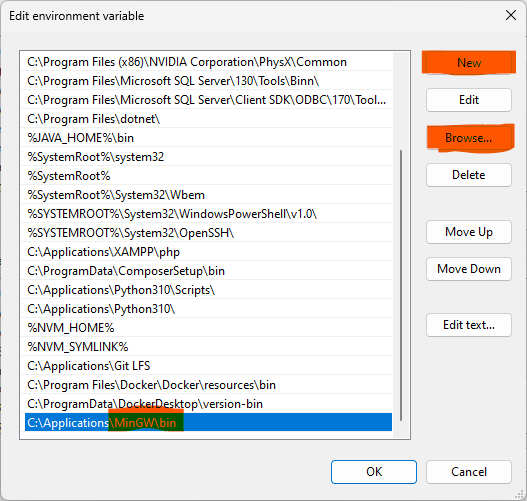 Edit environment variable
C:\Program Files (x86)\NVIDIA Corporation\PhysX\Common
C:\Program Files\Microsoft SQL Server\130\Tools\Binn\
C:\Program Files\Microsoft SQL Server\Client SDK\ODBC\170\Tool...
C:\Program Files\dotnet\
%JAVA_HOME%\bin
%SystemRoot%\system32
%SystemRoot%
%SystemRoot%\System32\Wbem
%SYSTEMROOT%\System32\WindowsPowerShell\v1.0\
%SYSTEMROOT%\System32\OpenSSH\
C:\Applications\XAMPP\php
C:\ProgramData\ComposerSetup\bin
C:\Applications\Python310\Scripts\
C:\Applications\Python310\
%NVM_HOME%
%NVM_SYMLINK%
C:\Applications\Git LFS
C:\Program Files\Docker\Docker\resources\bin
C:\ProgramData\DockerDesktop\version-bin
C:\Applications\MinGW\bin
New
Edit
Browse...
Delete
Move Up
Move Down
Edit text...
OK
Cancel